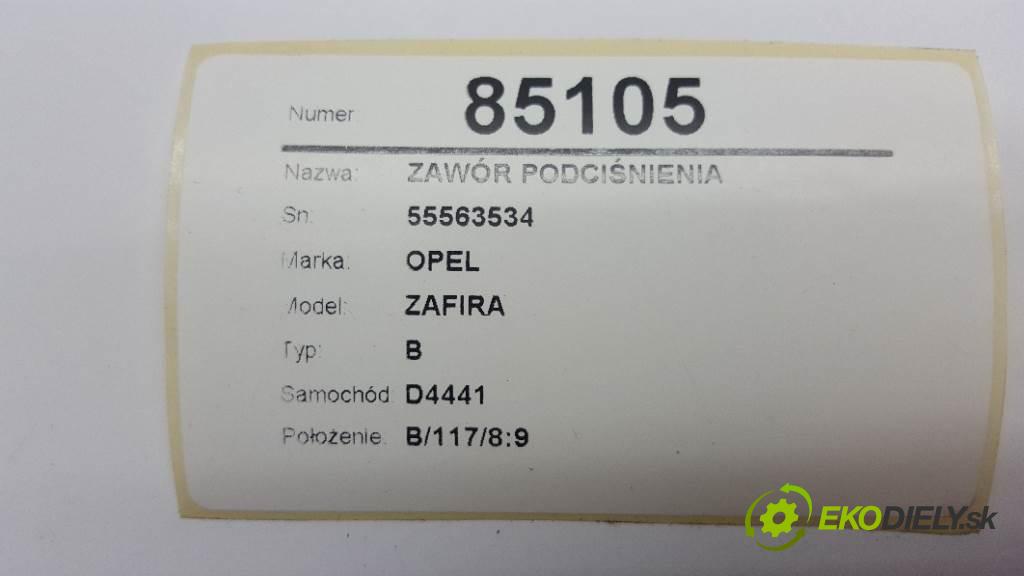 Numer 85105
Nazwa: ZAWÓR PODCIŚNIENIA
Sn: 55563534
Marka: OPEL
Model: ZAFIRA
Typ: B
Samochód: D4441
Położenie: B/117/8:9
EKODIELY.sk